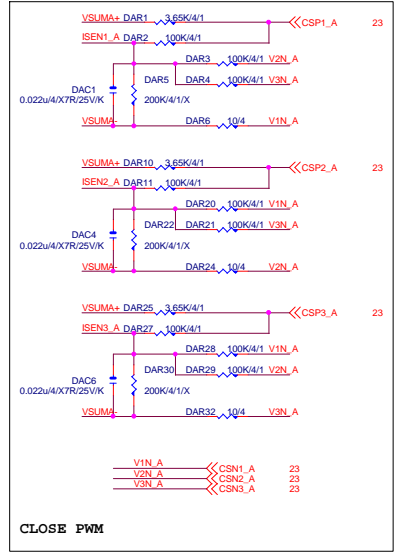 VSUMA+ DAR1 3.65K/4/1 CSP1_A 23
ISEN1_A DAR2 100K/4/1
DAR3 100K/4/1 V2N_A
DAC1 DAR5 DAR4 100K/4/1 V3N_A
0.022u/4/X7R/25V/K 200K/4/1/X
VSUMA- DAR6 10/4 V1N_A
VSUMA+ DAR10 3.65K/4/1 CSP2_A 23
ISEN2_A DAR11 100K/4/1
DAR20 100K/4/1 V1N_A
DAC4 DAR22 DAR21 100K/4/1 V3N_A
0.022u/4/X7R/25V/K 200K/4/1/X
VSUMA- DAR24 10/4 V2N_A
VSUMA+ DAR25 3.65K/4/1 CSP3_A 23
ISEN3_A DAR27 100K/4/1
DAR28 100K/4/1 V1N_A
DAC6 DAR30 DAR29 100K/4/1 V2N_A
0.022u/4/X7R/25V/K 200K/4/1/X
VSUMA- DAR32 10/4 V3N_A
V1N_A CSN1_A 23
V2N_A CSN2_A 23
V3N_A CSN3_A 23
CLOSE PWM